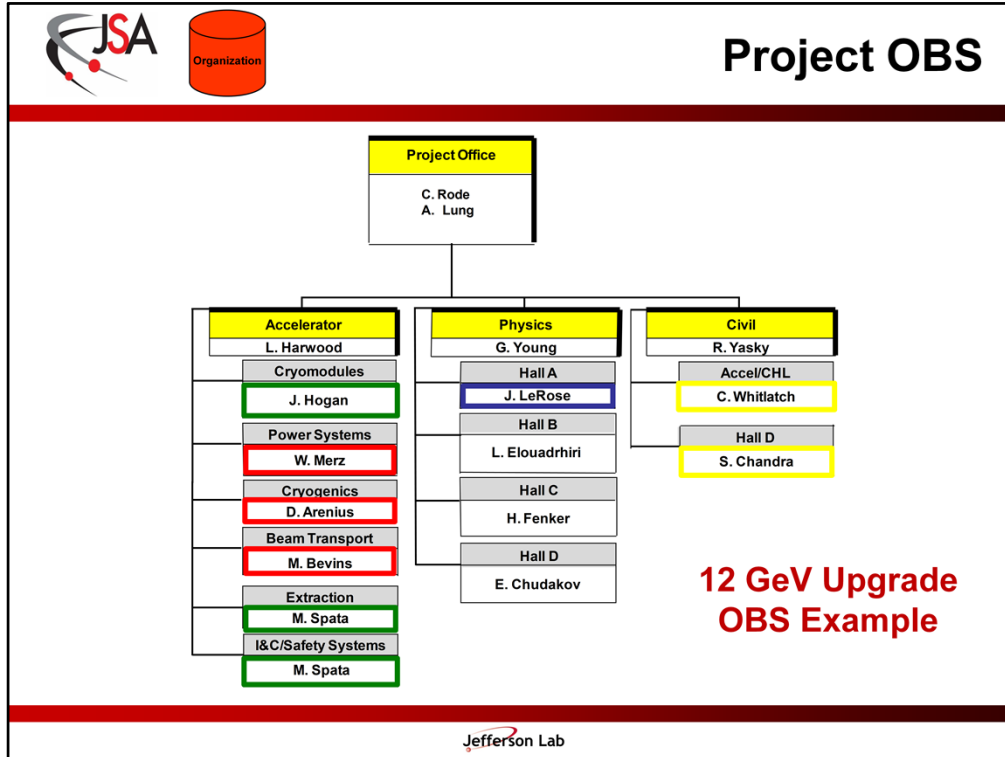 JSA
Organization
Project OBS
Project Office
C. Rode
A. Lung
Accelerator
L. Harwood
Cryomodules
J. Hogan
Power Systems
W. Merz
Cryogenics
D. Arenius
Beam Transport
M. Bevins
Extraction
M. Spata
I&C/Safety Systems
M. Spata
Physics
G. Young
Hall A
J. LeRose
Hall B
L. Elouadrhiri
Hall C
H. Fenker
Hall D
E. Chudakov
Civil
R. Yasky
Accel/CHL
C. Whitlatch
Hall D
S. Chandra
12 GeV Upgrade
OBS Example
Jefferson Lab